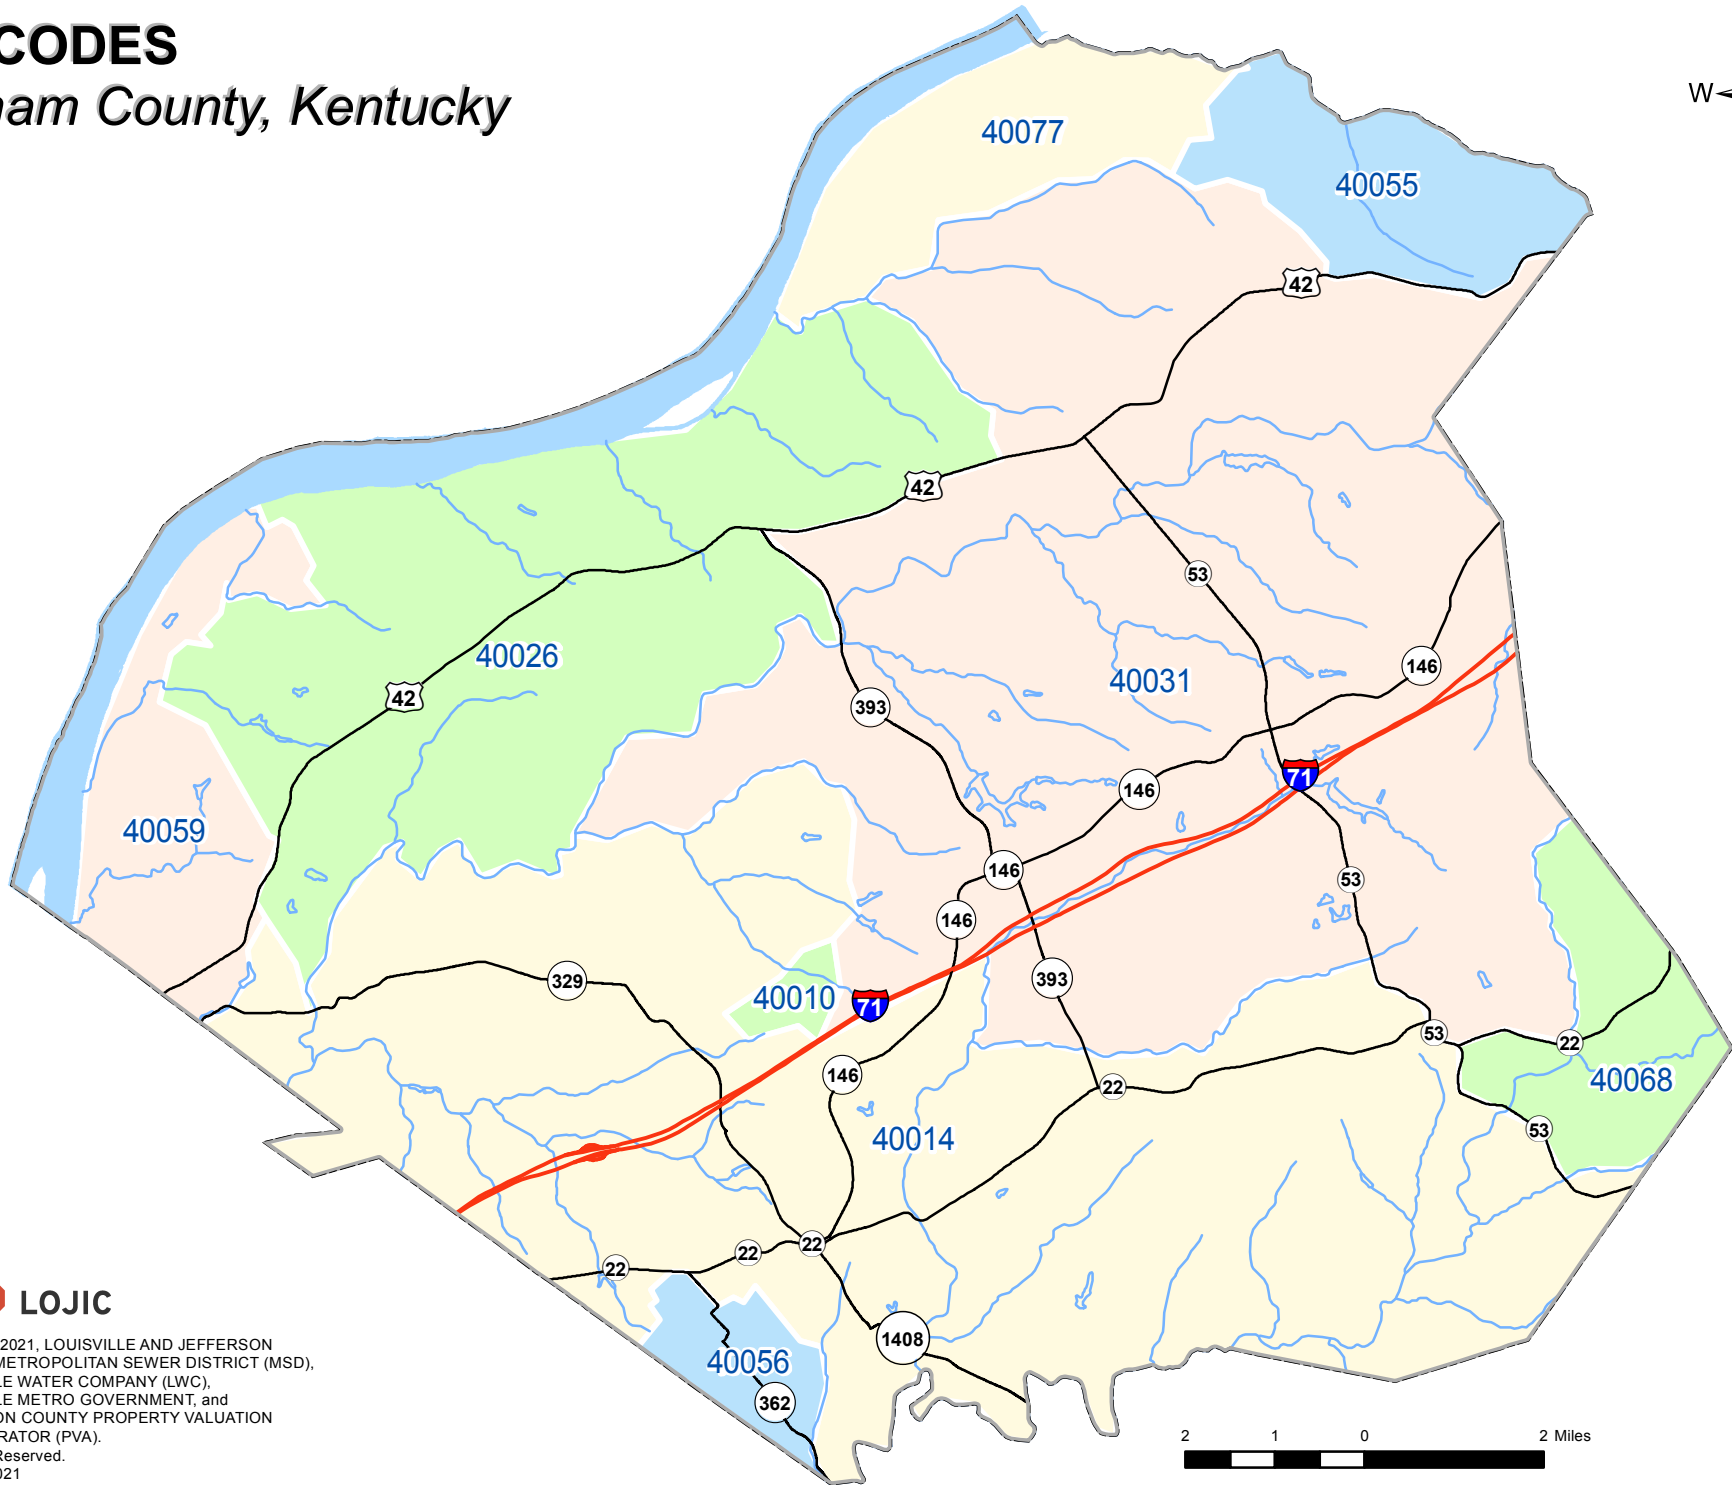 CODES
ham County, Kentucky
W
40077
40055
42
42
53
40026
146
40031
42
393
71
146
40059
146
53
146
329
393
40010
71
53
22
146
40068
22
53
40014
22
22
22
LOJIC
2021, LOUISVILLE AND JEFFERSON
METROPOLITAN SEWER DISTRICT (MSD),
LE WATER COMPANY (LWC),
LE METRO GOVERNMENT, and
ON COUNTY PROPERTY VALUATION
RATOR (PVA).
Reserved.
021
1408
40056
362
2 1 0 2 Miles